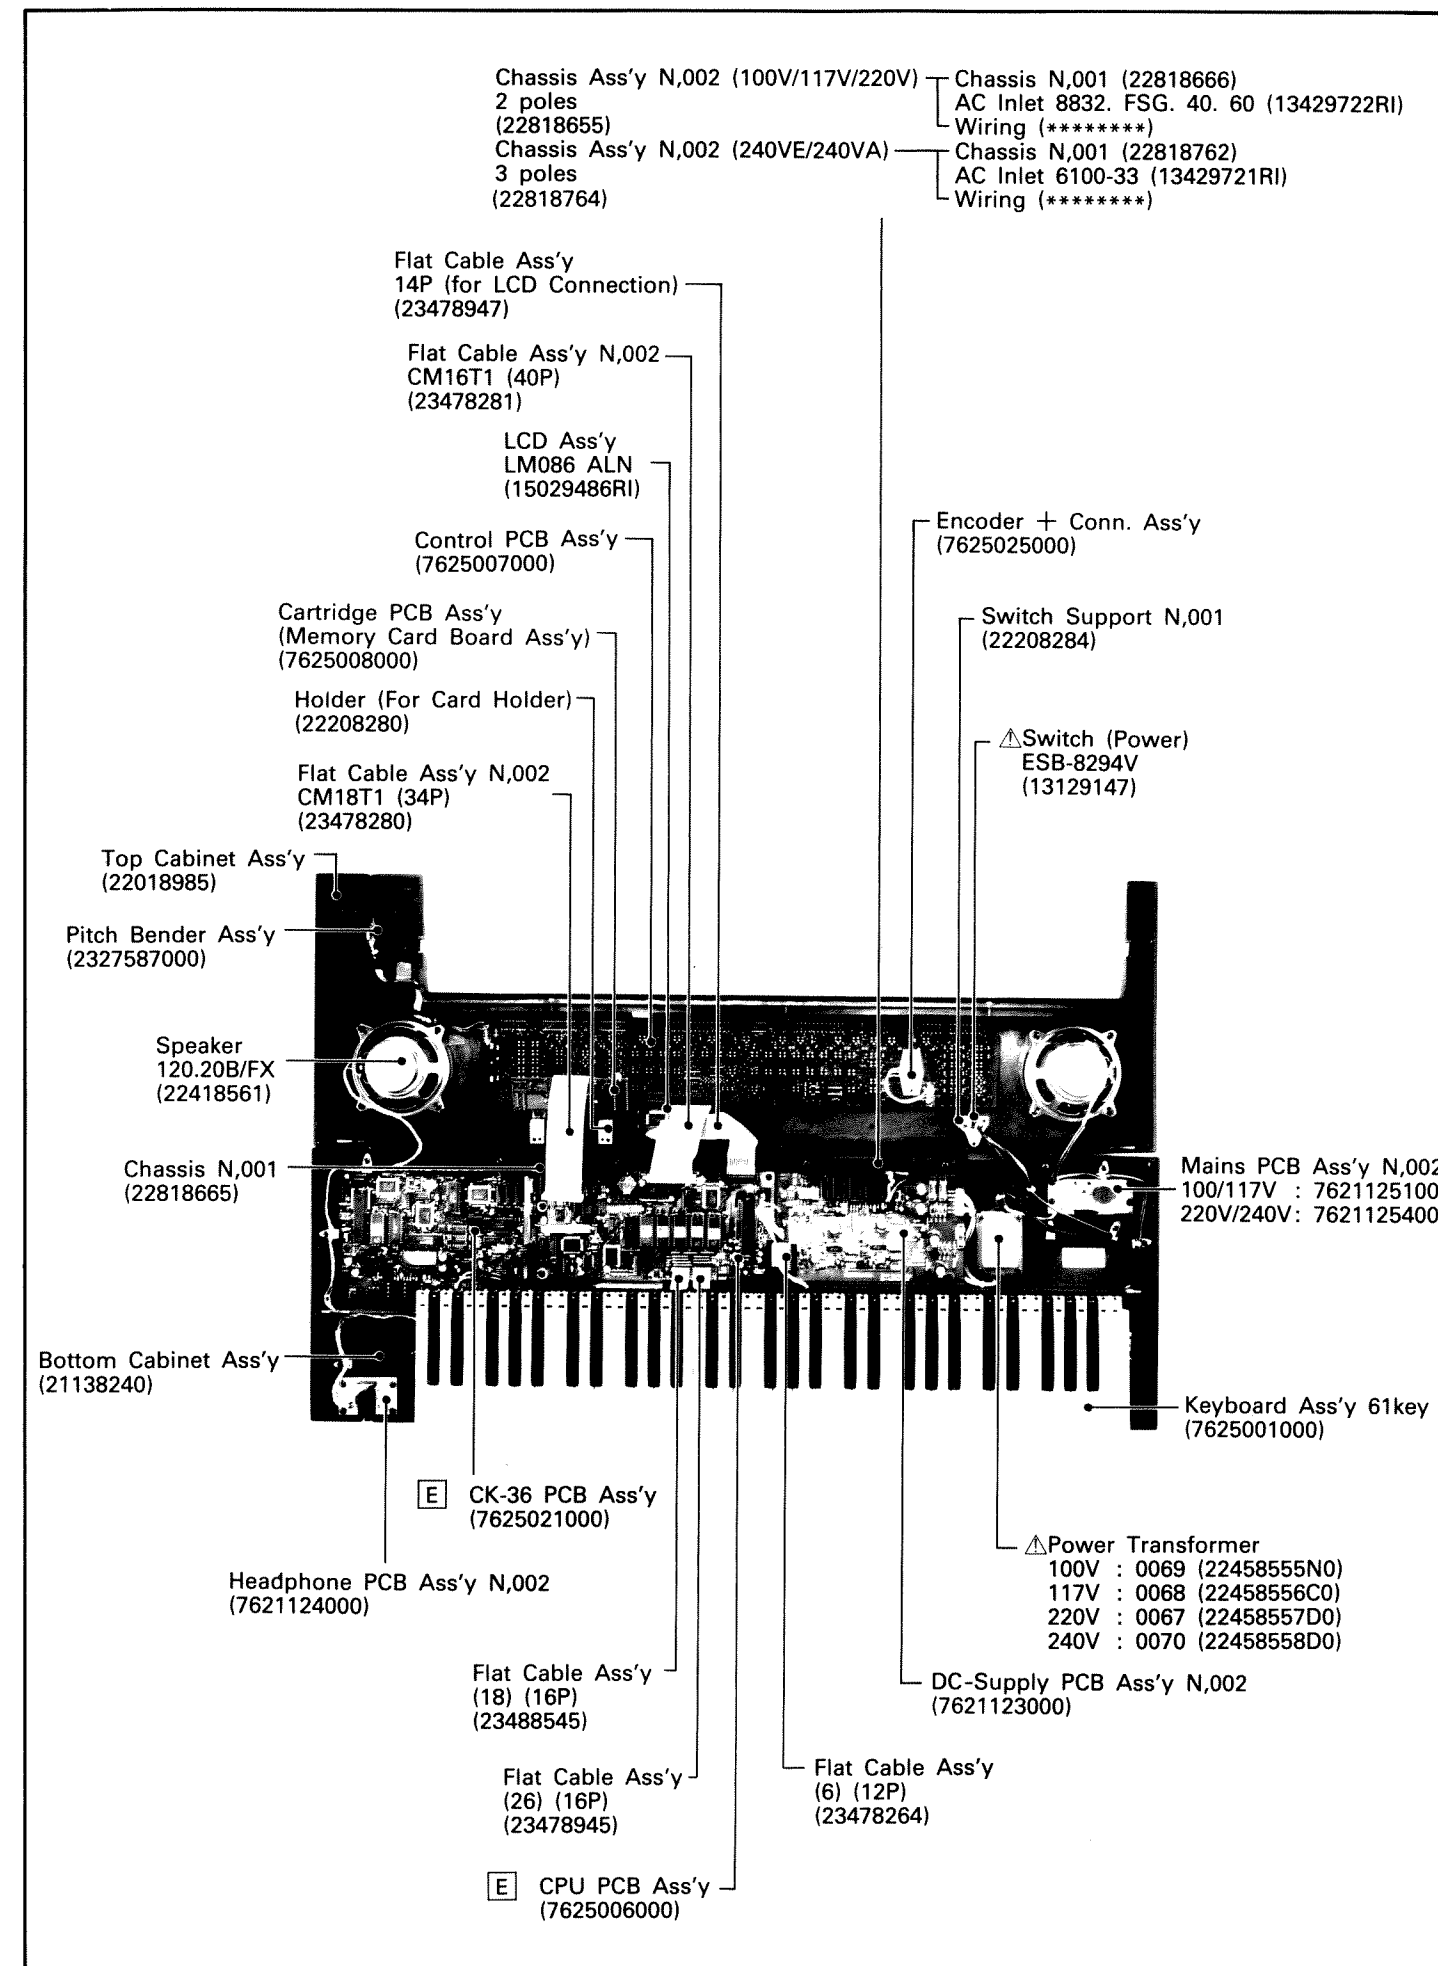 Chassis Ass'y N,002 (100V/117V/220V)
2 poles
(22818655)
Chassis N,001 (22818666)
AC Inlet 8832. FSG. 40. 60 (13429722RI)
Wiring (********)
Chassis Ass'y N,002 (240VE/240VA)
3 poles
(22818764)
Chassis N,001 (22818762)
AC Inlet 6100-33 (13429721RI)
Wiring (********)
Flat Cable Ass'y
14P (for LCD Connection)
(23478947)
Flat Cable Ass'y N,002
CM16T1 (40P)
(23478281)
LCD Ass'y
LM086 ALN
(15029486RI)
Encoder + Conn. Ass'y
(7625025000)
Control PCB Ass'y
(7625007000)
Cartridge PCB Ass'y
(Memory Card Board Ass'y)
(7625008000)
Switch Support N,001
(22208284)
Holder (For Card Holder)
(22208280)
⚠Switch (Power)
ESB-8294V
(13129147)
Flat Cable Ass'y N,002
CM18T1 (34P)
(23478280)
Top Cabinet Ass'y
(22018985)
Pitch Bender Ass'y
(2327587000)
Speaker
120.20B/FX
(22418561)
Chassis N,001
(22818665)
Mains PCB Ass'y N,002
100/117V : 7621125100
220V/240V : 7621125400
Bottom Cabinet Ass'y
(21138240)
Keyboard Ass'y 61key
(7625001000)
E CK-36 PCB Ass'y
(7625021000)
⚠Power Transformer
100V : 0069 (22458555N0)
117V : 0068 (22458556C0)
220V : 0067 (22458557D0)
240V : 0070 (22458558D0)
Headphone PCB Ass'y N,002
(7621124000)
Flat Cable Ass'y
(18) (16P)
(23488545)
DC-Supply PCB Ass'y N,002
(7621123000)
Flat Cable Ass'y
(26) (16P)
(23478945)
Flat Cable Ass'y
(6) (12P)
(23478264)
E CPU PCB Ass'y
(7625006000)